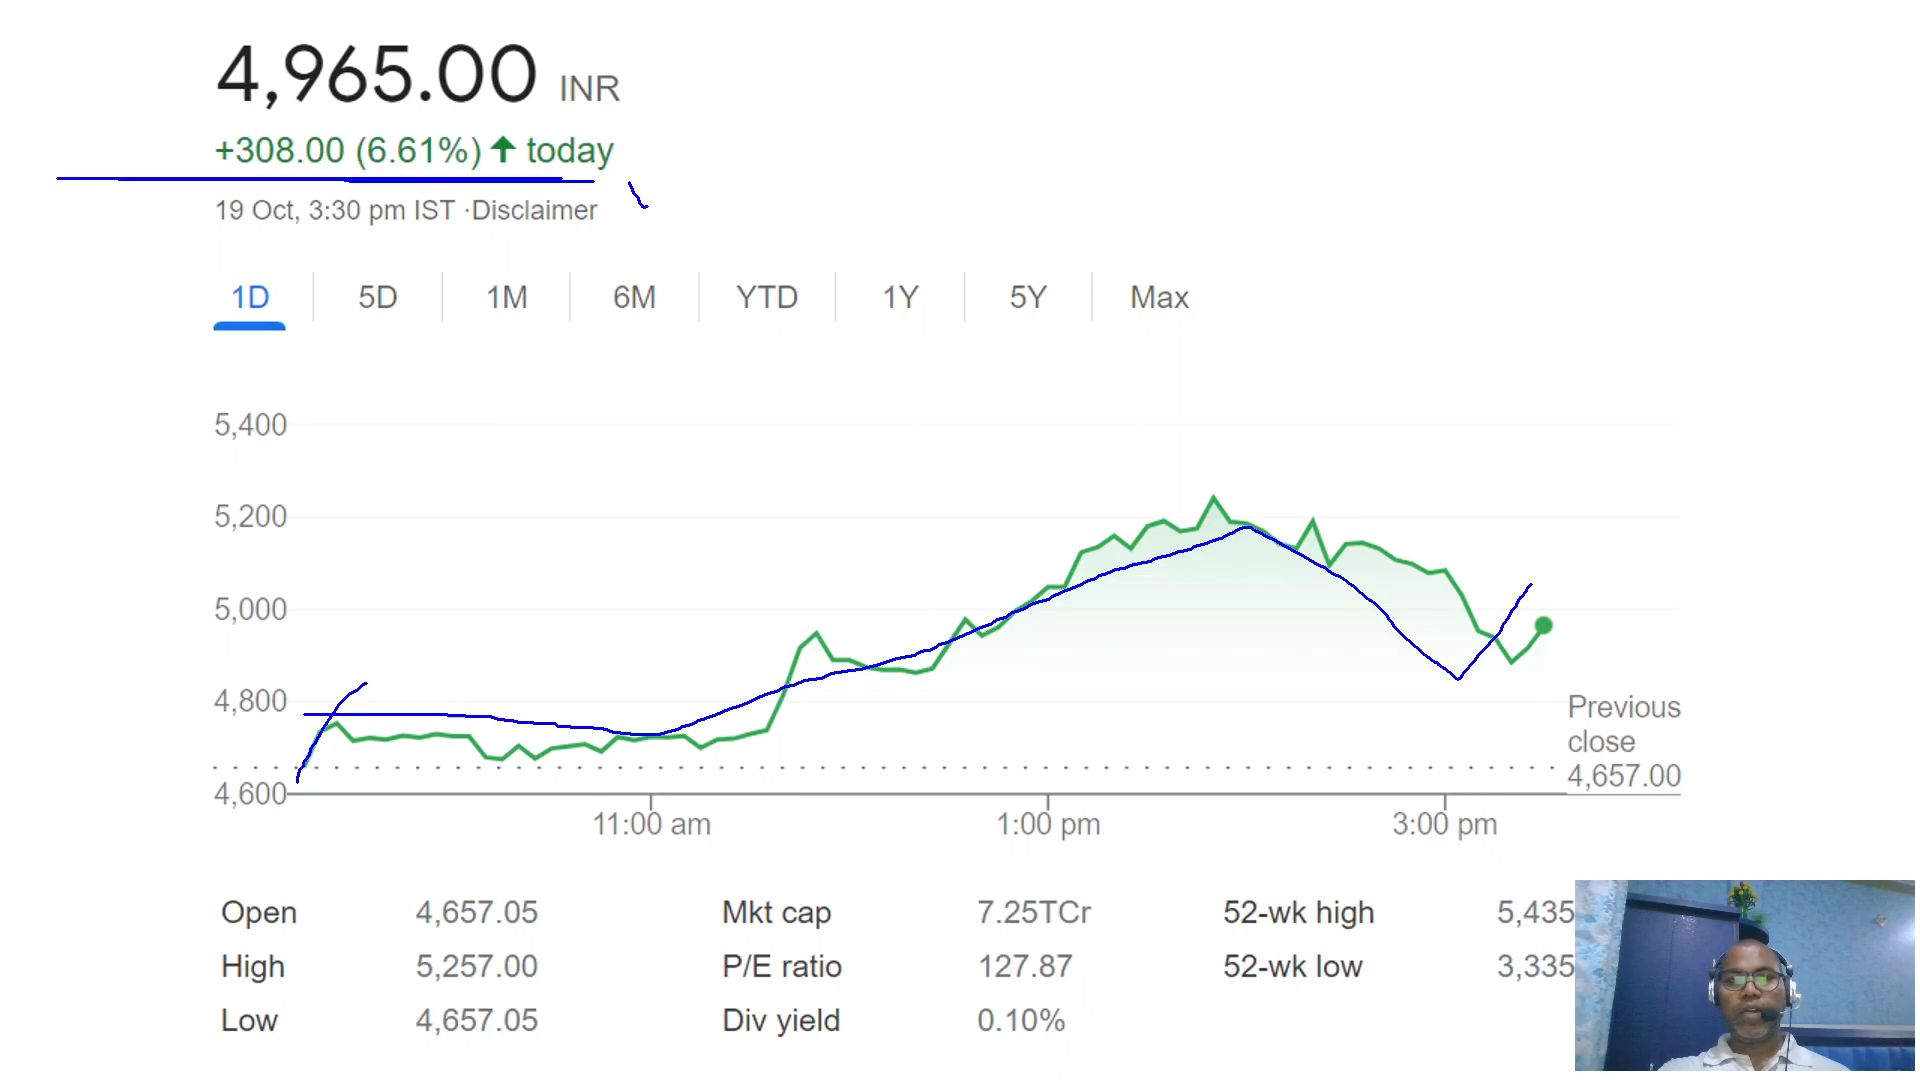 4,965.00 INR
+308.00 (6.61%) ↑ today
19 Oct, 3:30 pm IST ·Disclaimer
1D 5D 1M 6M YTD 1Y 5Y Max
5,400
5,200
5,000
4,800
4,600
Previous
close
4,657.00
11:00 am 1:00 pm 3:00 pm
Open 4,657.05 Mkt cap 7.25TCr 52-wk high 5,435
High 5,257.00 P/E ratio 127.87 52-wk low 3,335
Low 4,657.05 Div yield 0.10%